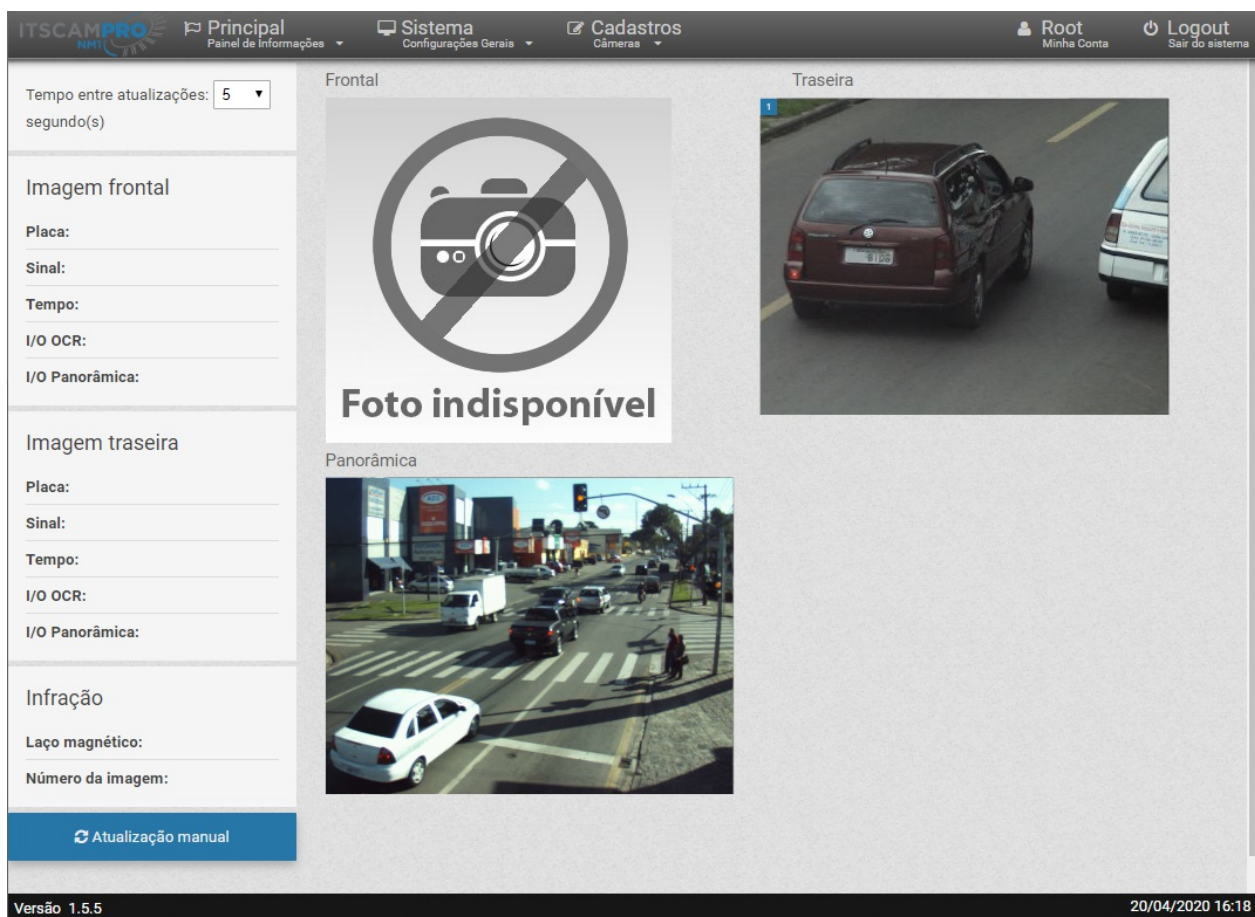 ITSCAMPRO
NM1
Principal
Painel de Informações
Sistema
Configurações Gerais
Cadastros
Câmeras
Root
Minha Conta
Logout
Sair do sistema
Tempo entre atualizações: 5
segundo(s)
Imagem frontal
Placa:
Sinal:
Tempo:
I/O OCR:
I/O Panorâmica:
Imagem traseira
Placa:
Sinal:
Tempo:
I/O OCR:
I/O Panorâmica:
Infração
Laço magnético:
Número da imagem:
Atualização manual
Frontal
Foto indisponível
Traseira
1
Panorâmica
Versão 1.5.5
20/04/2020 16:18